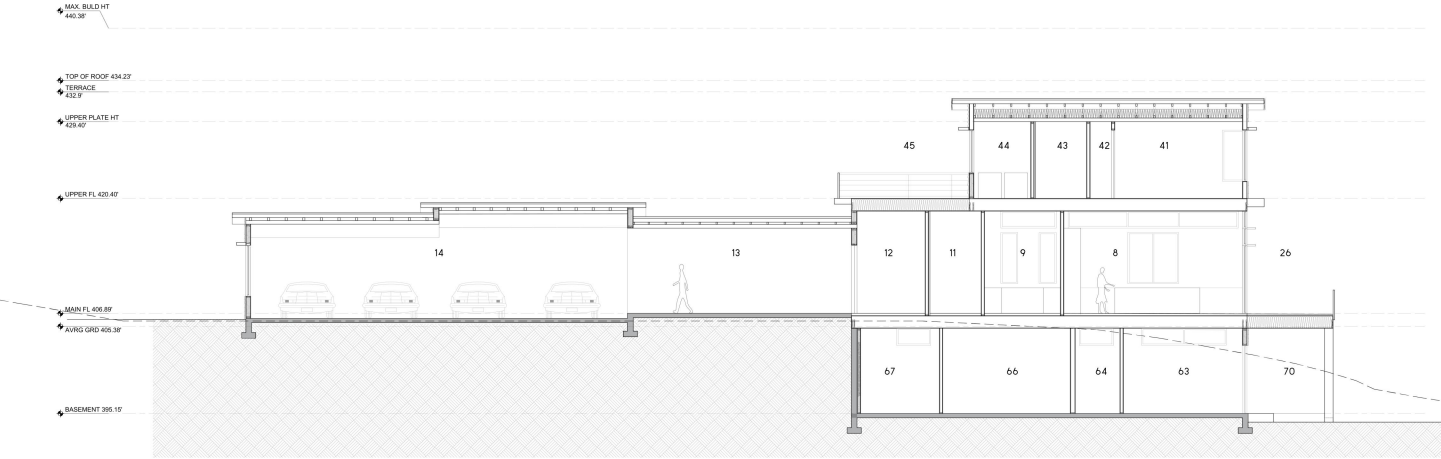 MAX. BULD HT
440.38'
TOP OF ROOF 434.23'
TERRACE
432.9'
UPPER PLATE HT
429.40'
45
44
43
42
41
UPPER FL 420.40'
14
13
12
11
9
8
26
MAIN FL 406.89'
AVRG GRD 405.38'
67
66
64
63
70
BASEMENT 395.15'